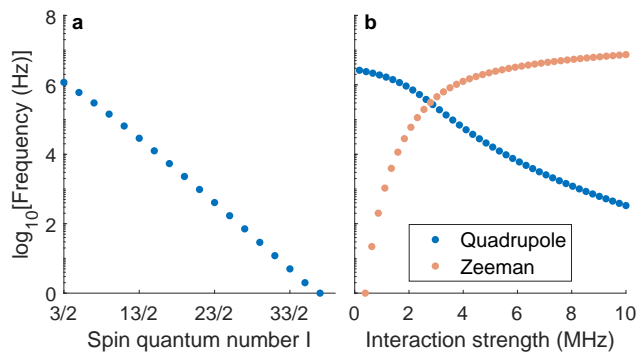 a
b
log10[Frequency (Hz)]
8
6
4
2
0
3/2
13/2
23/2
33/2
Spin quantum number I
Quadrupole
Zeeman
0
2
4
6
8
10
Interaction strength (MHz)